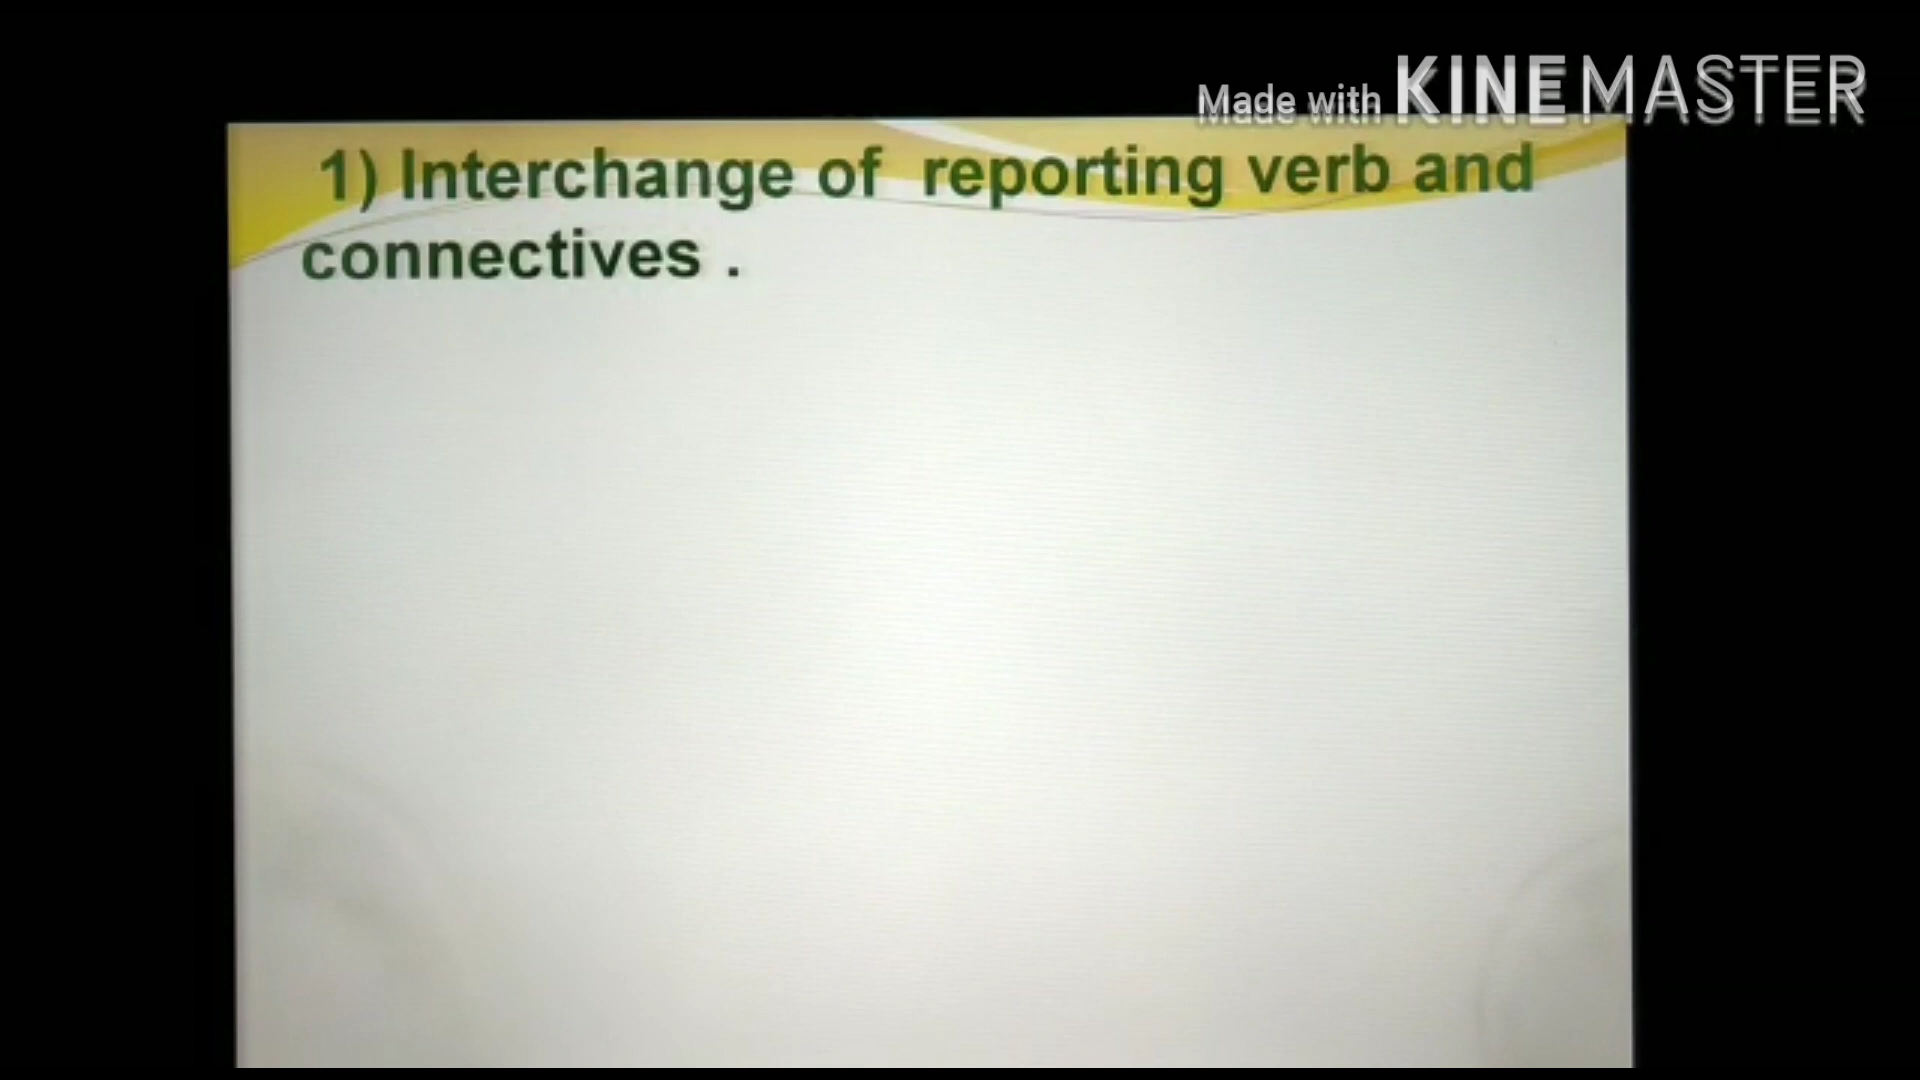 Made with KINEMASTER
1) Interchange of reporting verb and
connectives .